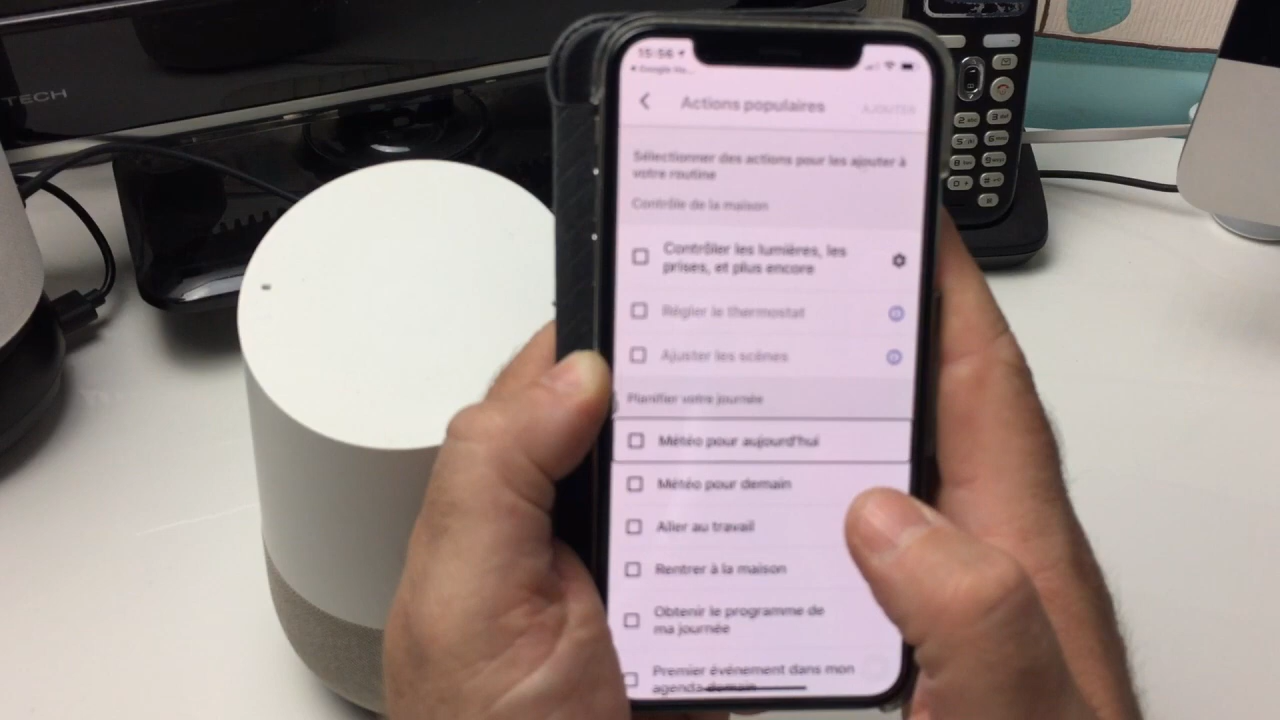 TECH
15:56
Google Ho...
Actions populaires
AJOUTER
Sélectionner des actions pour les ajouter à
votre routine
Contrôle de la maison
Contrôler les lumières, les
prises, et plus encore
Régler le thermostat
Ajuster les scènes
Planifier votre journée
Météo pour aujourd'hui
Météo pour demain
Aller au travail
Rentrer à la maison
Obtenir le programme de
ma journée
Premier événement dans mon
agenda demain